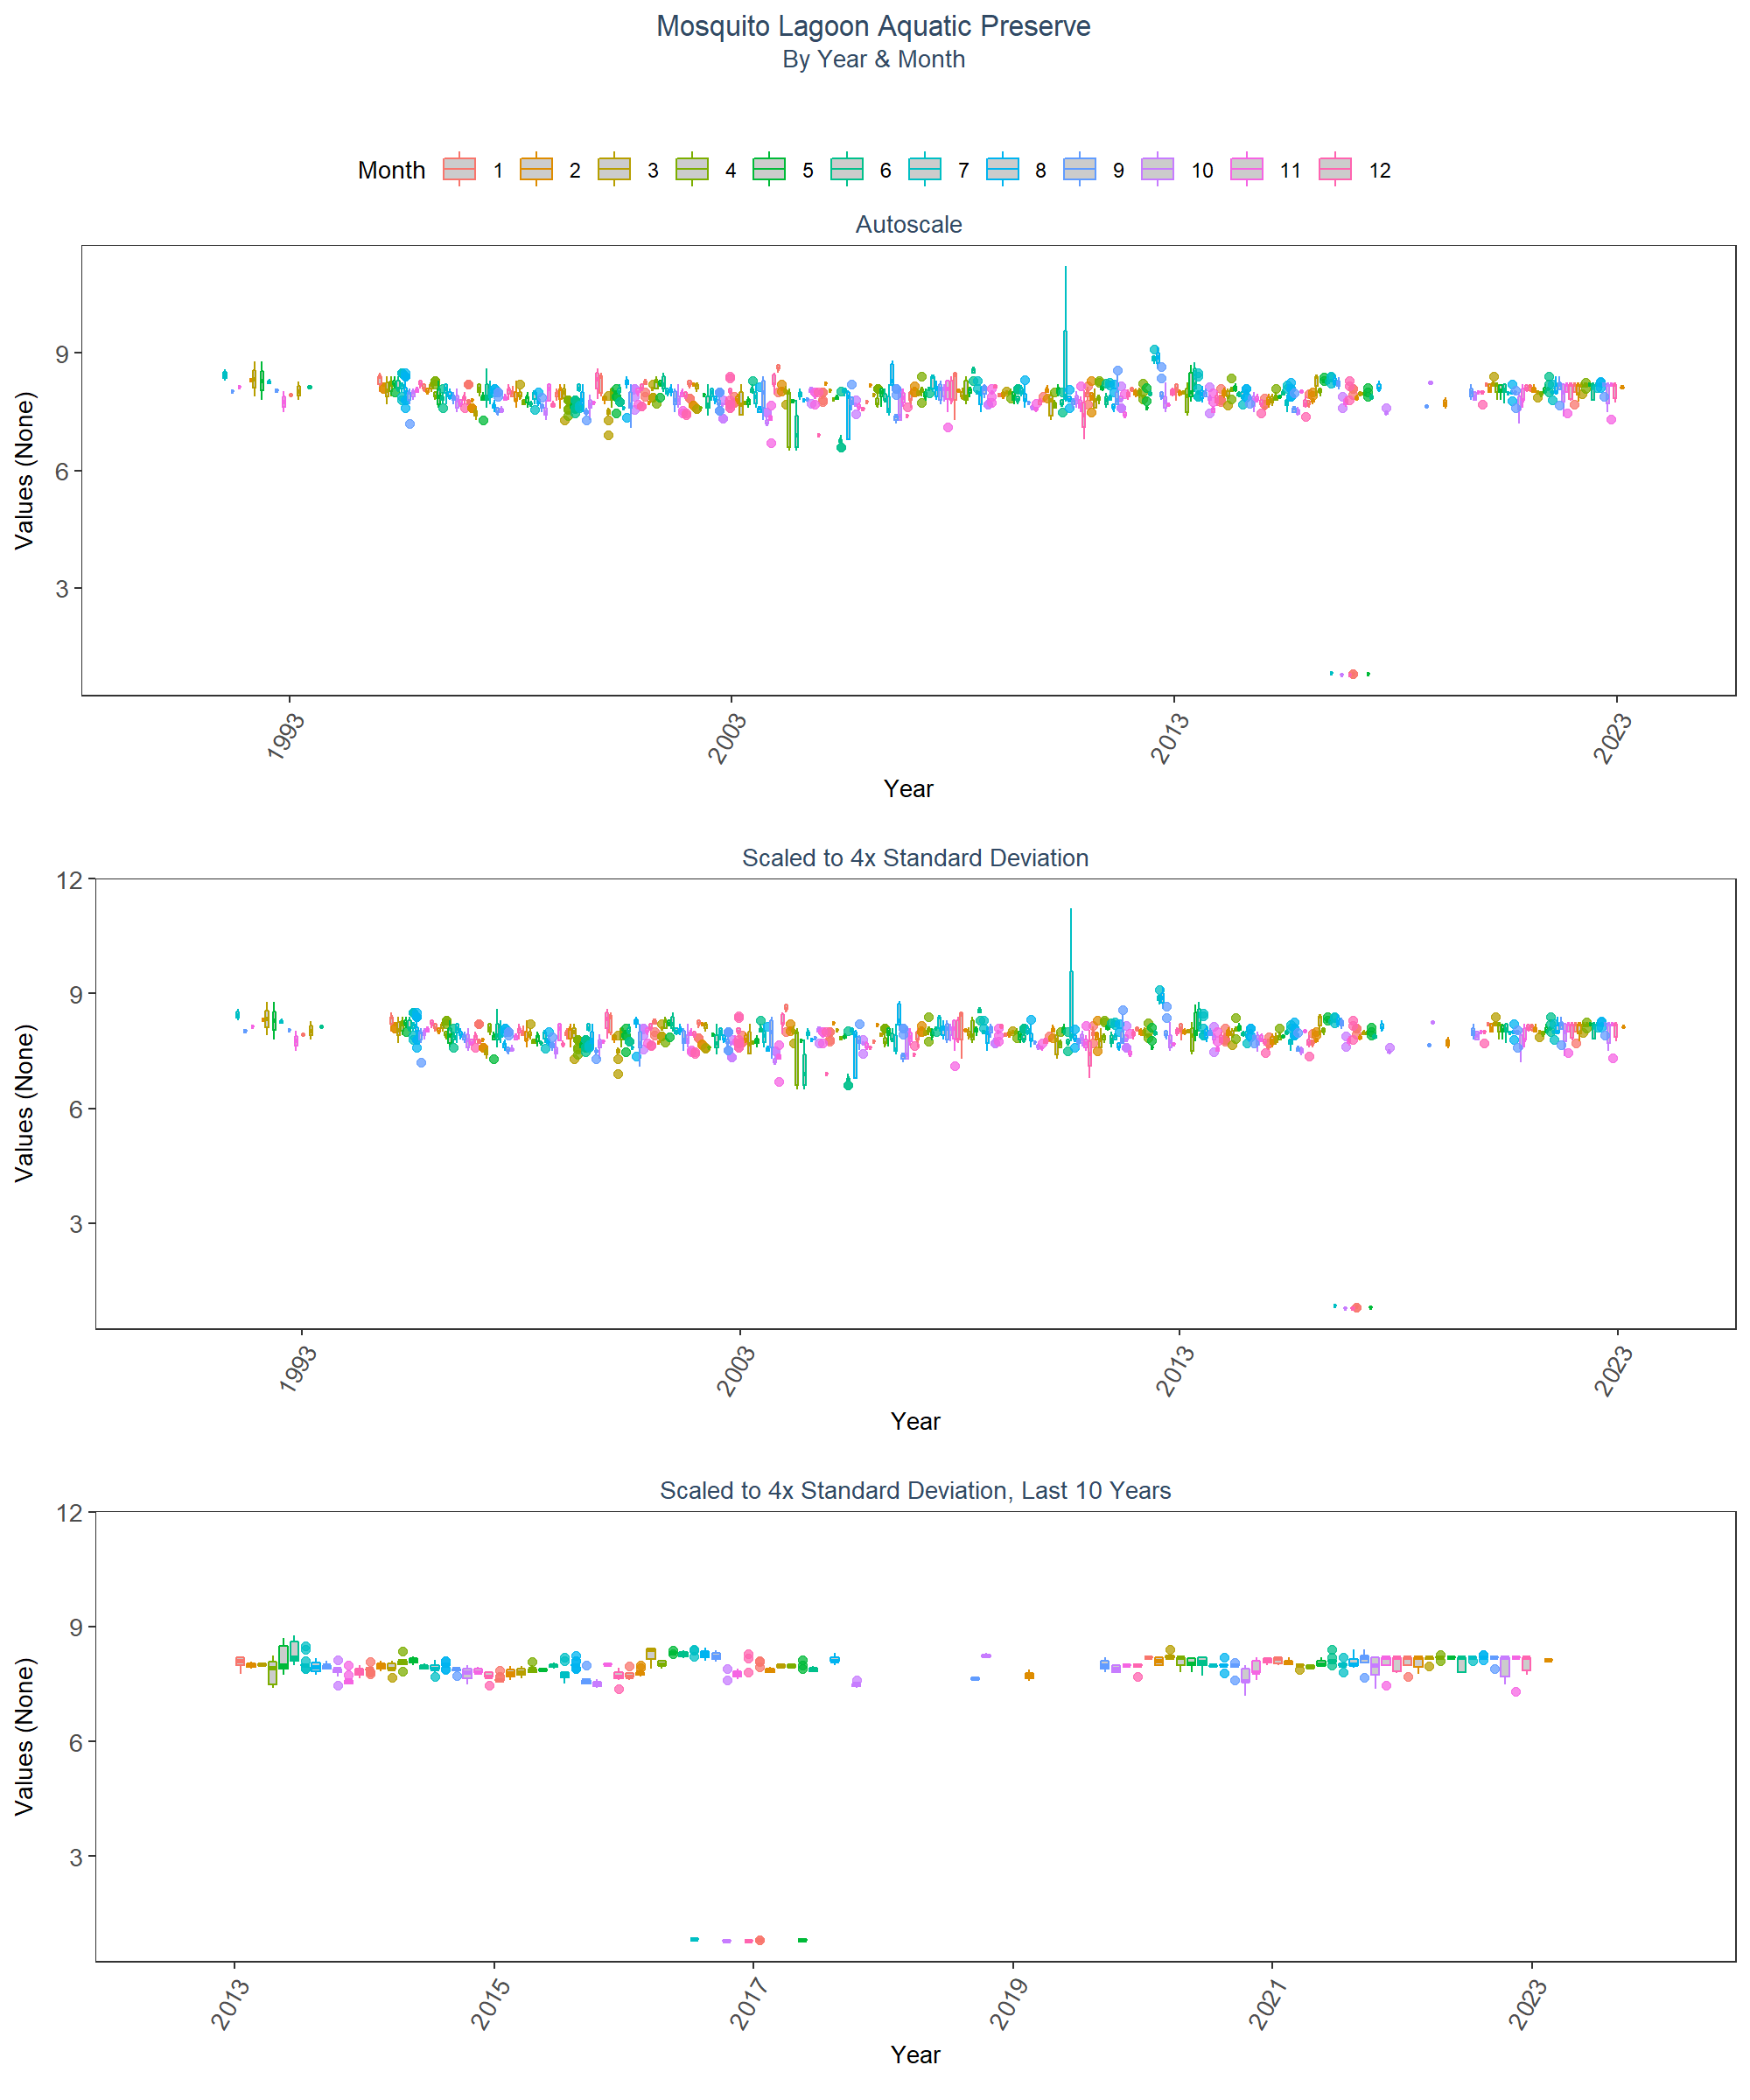 Mosquito Lagoon Aquatic Preserve
By Year & Month
Month 1 2 3 4 5 6 7 8 9 10 11 12
Autoscale
Values (None)
9
6
3
1993 2003 2013 2023
Year
Scaled to 4x Standard Deviation
Values (None)
12
9
6
3
1993 2003 2013 2023
Year
Scaled to 4x Standard Deviation, Last 10 Years
Values (None)
12
9
6
3
2013 2015 2017 2019 2021 2023
Year